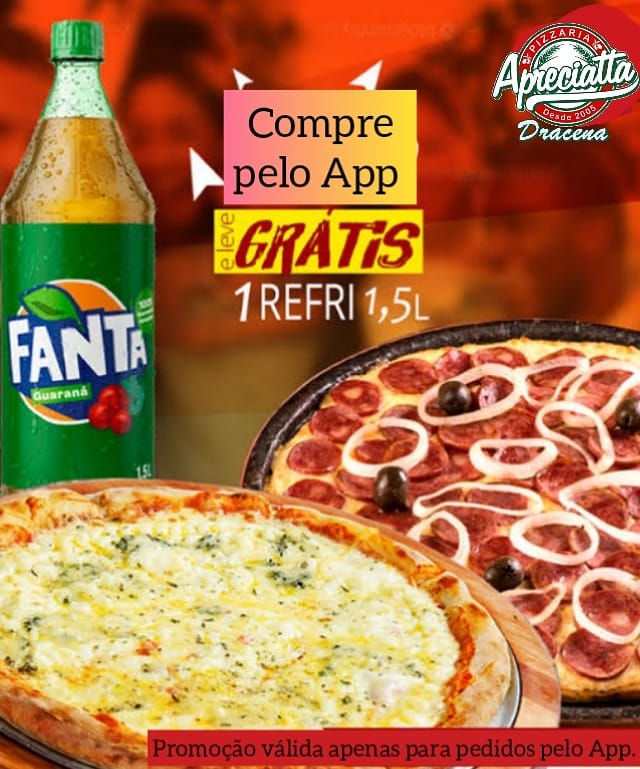 PIZZARIA
Apreciatta
Desde 2005
Dracena
Compre
pelo App
e leve
GRÁTIS
1 REFRI 1,5L
FANTA
Guaraná
1,5L
Promoção válida apenas para pedidos pelo App.